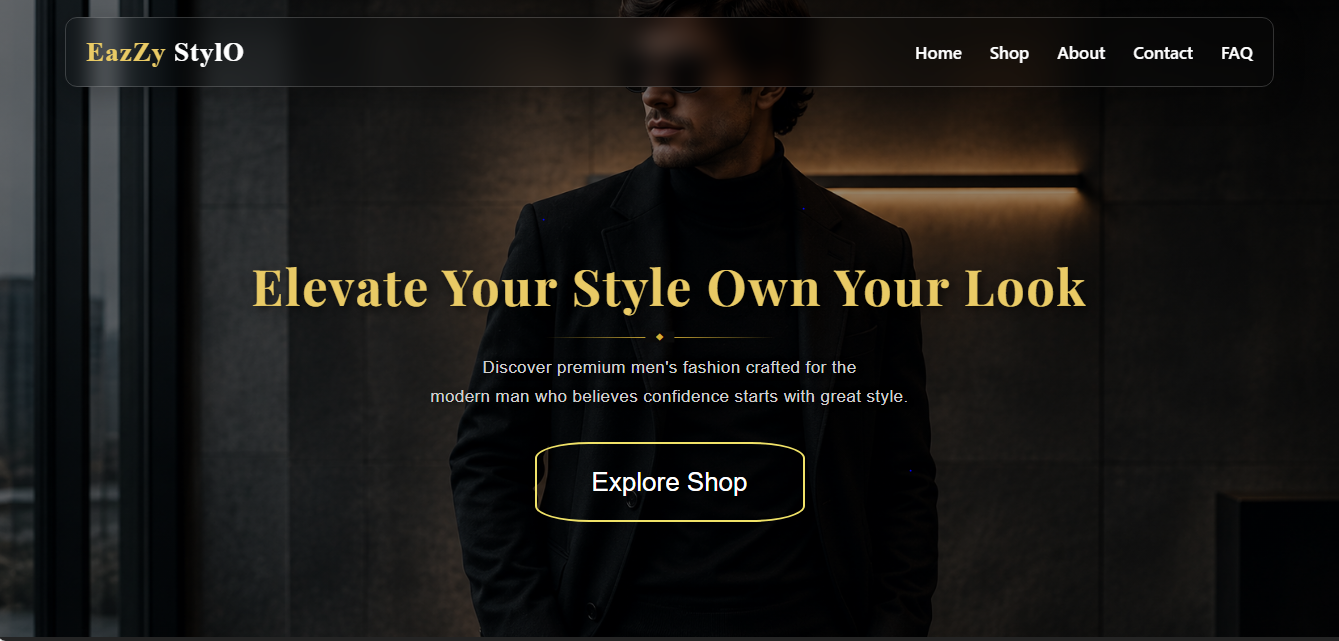 EazZy StylO
Home Shop About Contact FAQ
Elevate Your Style Own Your Look
Discover premium men's fashion crafted for the
modern man who believes confidence starts with great style.
Explore Shop